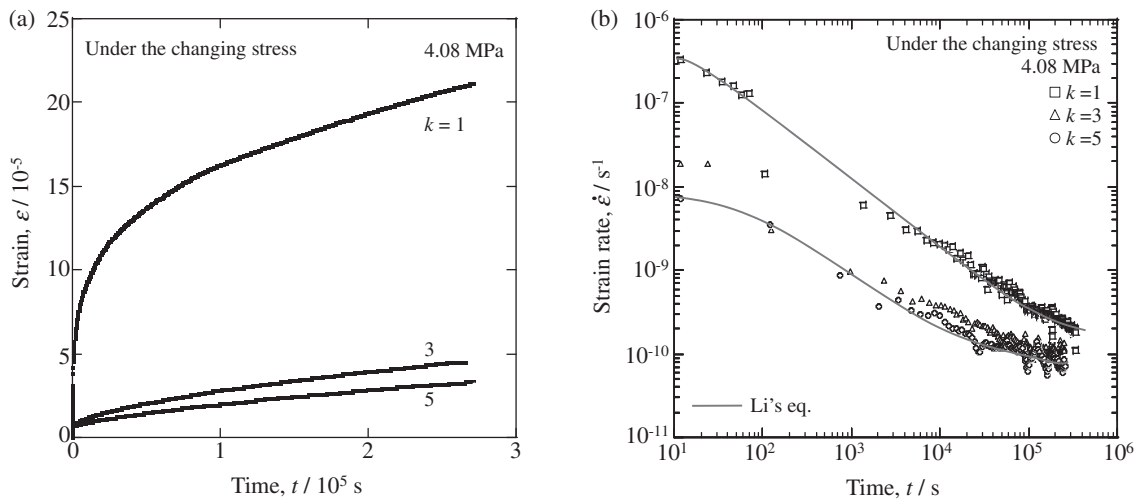 (a)
25
20
15
10
5
0
Under the changing stress
4.08 MPa
k = 1
3
5
0
1
2
3
Strain, ε / 10⁻⁵
Time, t / 10⁵ s
(b)
10⁻⁶
10⁻⁷
10⁻⁸
10⁻⁹
10⁻¹⁰
10⁻¹¹
Under the changing stress
4.08 MPa
k =1
k =3
k =5
Li's eq.
10¹
10²
10³
10⁴
10⁵
10⁶
Strain rate, ε̇ / s⁻¹
Time, t / s